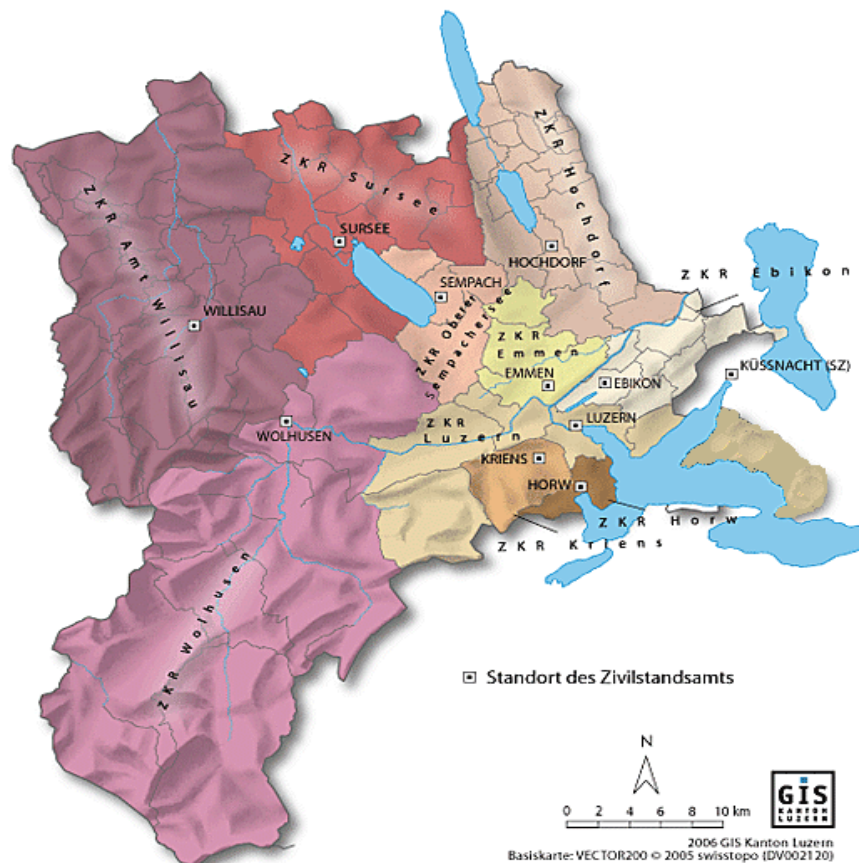 ZKR Hochdorf
ZKR Sursee
ZKR Amt Willisau
SURSEE
HOCHDORF
ZKR Ebikon
SEMPACH
ZKR Oberer
Sempachersee
WILLISAU
ZKR
Emmen
KÜSSNACHT (SZ)
EMMEN
EBIKON
WOLHUSEN
ZKR
Luzern
LUZERN
KRIENS
HORW
ZKR Horw
ZKR Kriens
ZKR Wolhusen
Standort des Zivilstandsamts
N
0 2 4 6 8 10 km
GIS
KANTON
LUZERN
2006 GIS Kanton Luzern
Basiskarte: VECTOR200 © 2005 swisstopo (DV002120)